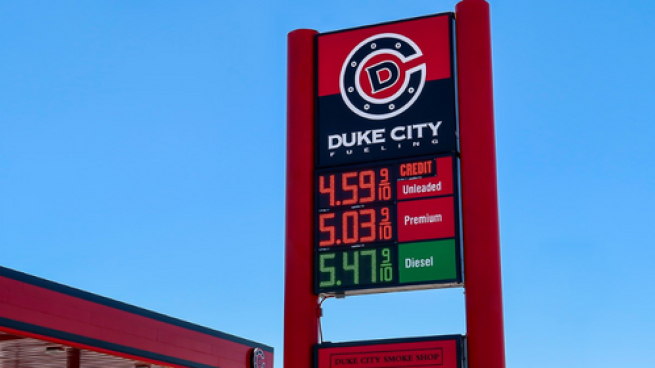 D
DUKE CITY
FUELING
CREDIT
4.59 9/10 Unleaded
5.03 9/10 Premium
5.47 9/10 Diesel
DUKE CITY SMOKE SHOP